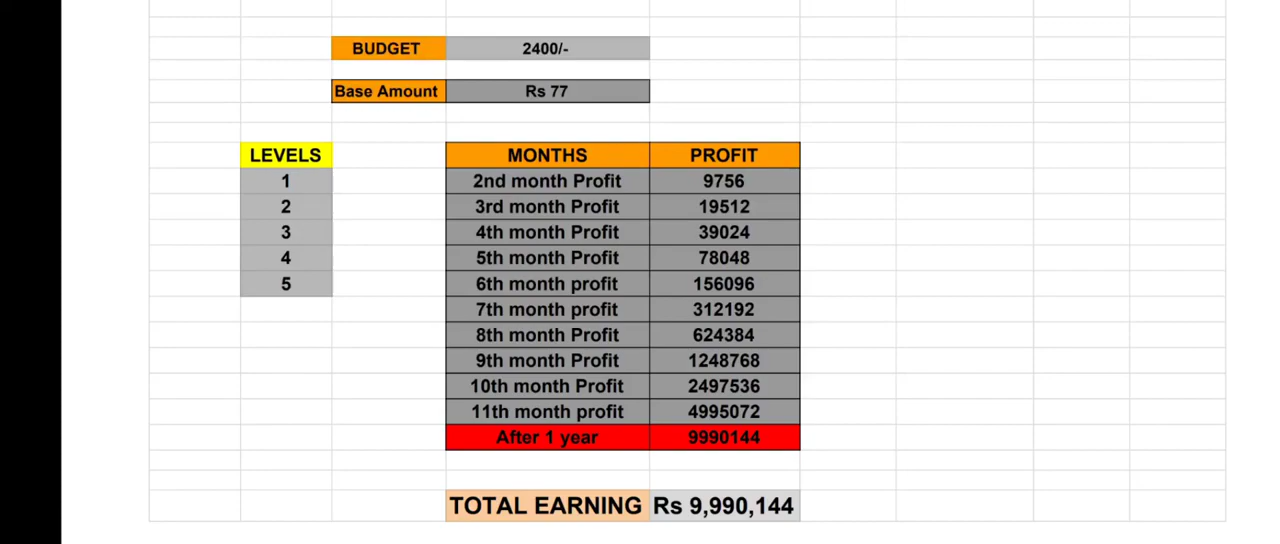 BUDGET 2400/-
Base Amount Rs 77
LEVELS MONTHS PROFIT
1 2nd month Profit 9756
2 3rd month Profit 19512
3 4th month Profit 39024
4 5th month Profit 78048
5 6th month profit 156096
7th month profit 312192
8th month Profit 624384
9th month Profit 1248768
10th month Profit 2497536
11th month profit 4995072
After 1 year 9990144
TOTAL EARNING Rs 9,990,144